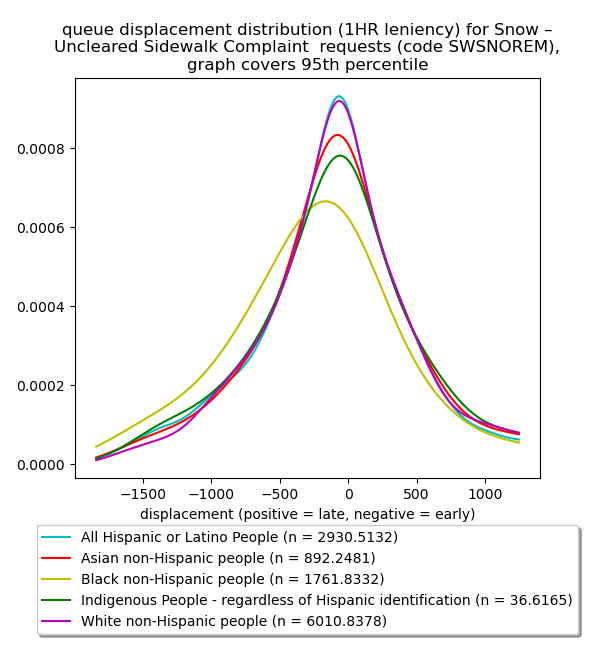 queue displacement distribution (1HR leniency) for Snow –
Uncleared Sidewalk Complaint  requests (code SWSNOREM),
graph covers 95th percentile
0.0008
0.0006
0.0004
0.0002
0.0000
−1500 −1000 −500 0 500 1000
displacement (positive = late, negative = early)
All Hispanic or Latino People (n = 2930.5132)
Asian non-Hispanic people (n = 892.2481)
Black non-Hispanic people (n = 1761.8332)
Indigenous People - regardless of Hispanic identification (n = 36.6165)
White non-Hispanic people (n = 6010.8378)